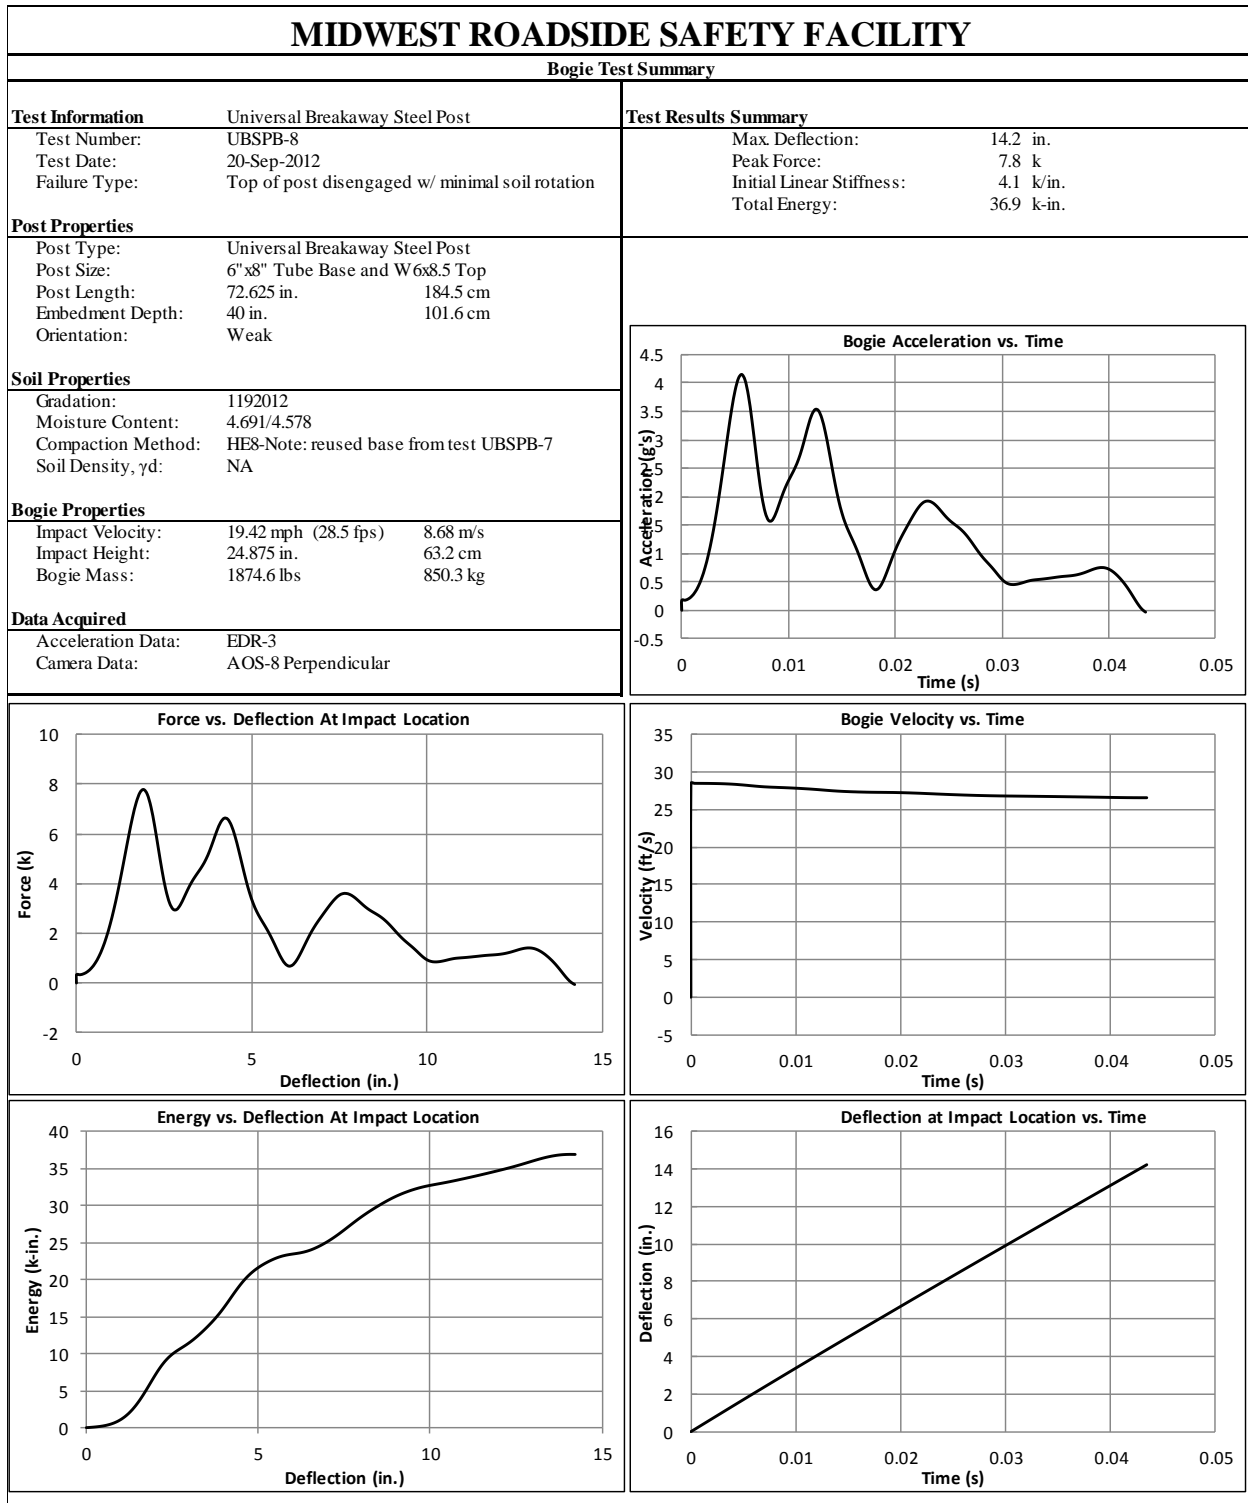 MIDWEST ROADSIDE SAFETY FACILITY
Bogie Test Summary
Test Information Universal Breakaway Steel Post
Test Number: UBSPB-8
Test Date: 20-Sep-2012
Failure Type: Top of post disengaged w/ minimal soil rotation
Post Properties
Post Type: Universal Breakaway Steel Post
Post Size: 6"x8" Tube Base and W6x8.5 Top
Post Length: 72.625 in. 184.5 cm
Embedment Depth: 40 in. 101.6 cm
Orientation: Weak
Soil Properties
Gradation: 1192012
Moisture Content: 4.691/4.578
Compaction Method: HE8-Note: reused base from test UBSPB-7
Soil Density, γd: NA
Bogie Properties
Impact Velocity: 19.42 mph (28.5 fps) 8.68 m/s
Impact Height: 24.875 in. 63.2 cm
Bogie Mass: 1874.6 lbs 850.3 kg
Data Acquired
Acceleration Data: EDR-3
Camera Data: AOS-8 Perpendicular
Test Results Summary
Max. Deflection: 14.2 in.
Peak Force: 7.8 k
Initial Linear Stiffness: 4.1 k/in.
Total Energy: 36.9 k-in.
Bogie Acceleration vs. Time
4.5
4
3.5
3
2.5
2
1.5
1
0.5
0
-0.5
Acceleration (g's)
0 0.01 0.02 0.03 0.04 0.05
Time (s)
Force vs. Deflection At Impact Location
10
8
6
4
2
0
-2
Force (k)
0 5 10 15
Deflection (in.)
Bogie Velocity vs. Time
35
30
25
20
15
10
5
0
-5
Velocity (ft/s)
0 0.01 0.02 0.03 0.04 0.05
Time (s)
Energy vs. Deflection At Impact Location
40
35
30
25
20
15
10
5
0
Energy (k-in.)
0 5 10 15
Deflection (in.)
Deflection at Impact Location vs. Time
16
14
12
10
8
6
4
2
0
Deflection (in.)
0 0.01 0.02 0.03 0.04 0.05
Time (s)